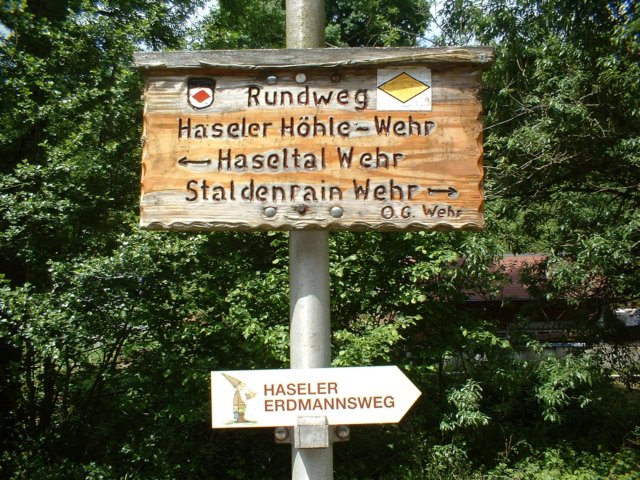 Rundweg
Haseler Höhle-Wehr
← Haseltal Wehr
Staldenrain Wehr →
O.G. Wehr
HASELER
ERDMANNSWEG